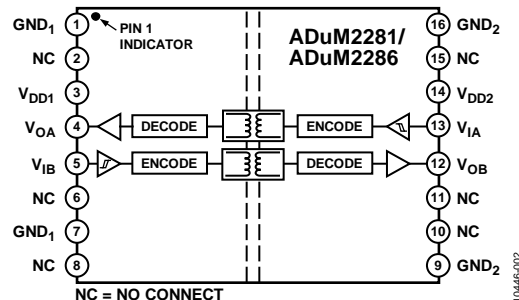 GND1 1 PIN 1 INDICATOR ADuM2281/ ADuM2286 16 GND2
NC 2 15 NC
VDD1 3 14 VDD2
VOA 4 DECODE ENCODE 13 VIA
VIB 5 ENCODE DECODE 12 VOB
NC 6 11 NC
GND1 7 10 NC
NC 8 9 GND2
NC = NO CONNECT